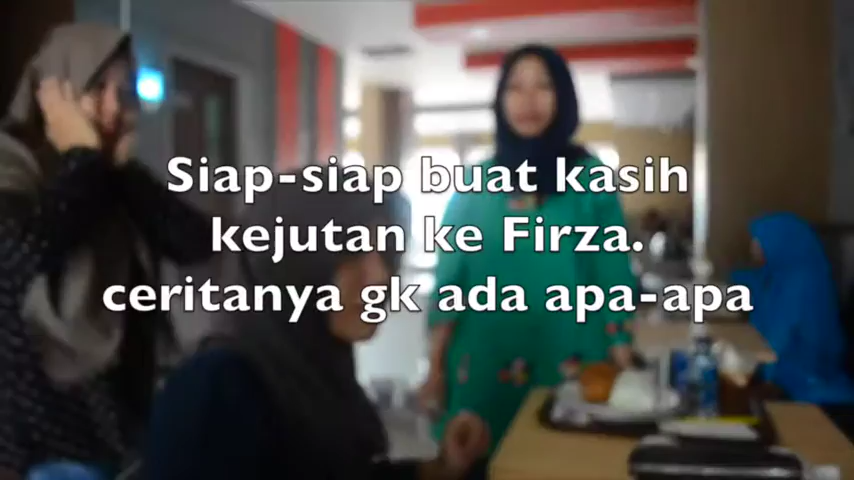 Siap-siap buat kasih
kejutan ke Firza.
ceritanya gk ada apa-apa